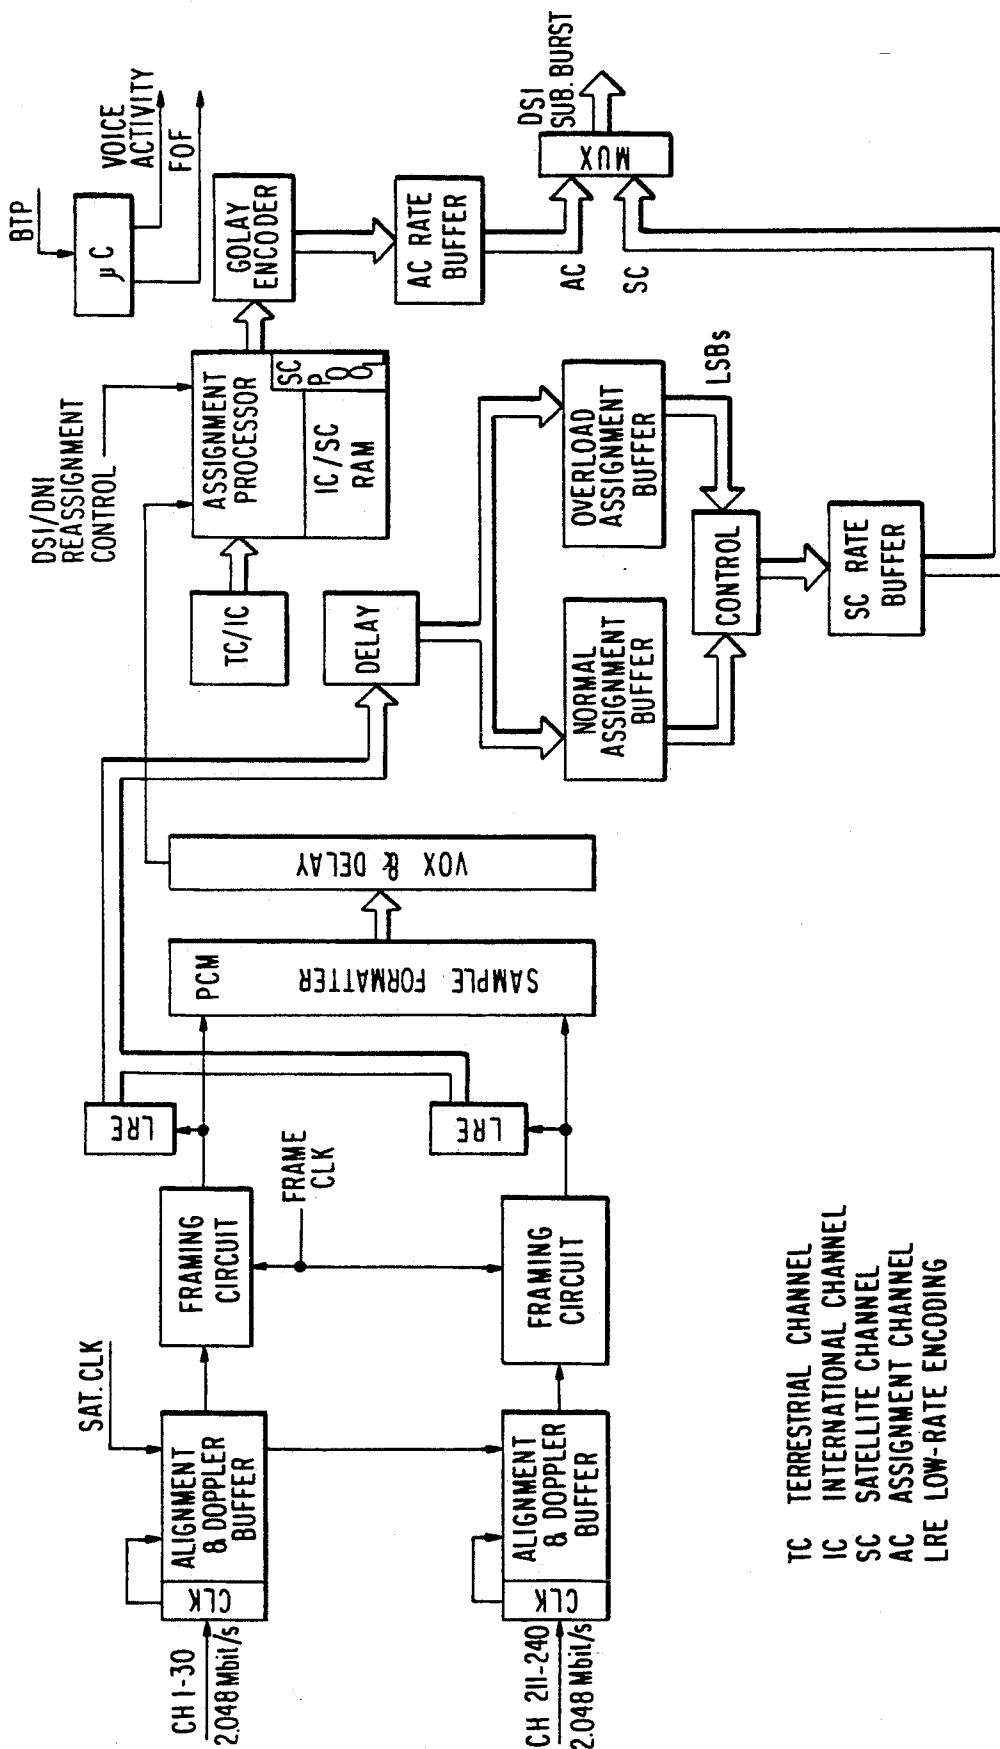 CH 1-30
2.048 Mbit/s
CLK
ALIGNMENT
& DOPPLER
BUFFER
SAT. CLK
FRAMING
CIRCUIT
LRE
FRAME
CLK
CH 211-240
2.048 Mbit/s
CLK
ALIGNMENT
& DOPPLER
BUFFER
FRAMING
CIRCUIT
LRE
PCM
SAMPLE FORMATTER
VOX & DELAY
DSI/DNI
REASSIGNMENT
CONTROL
TC/IC
ASSIGNMENT
PROCESSOR
IC/SC
RAM
SC
POOL
DELAY
NORMAL
ASSIGNMENT
BUFFER
OVERLOAD
ASSIGNMENT
BUFFER
LSBs
CONTROL
SC RATE
BUFFER
BTP
μC
VOICE
ACTIVITY
FOF
GOLAY
ENCODER
AC RATE
BUFFER
AC
SC
MUX
DSI
SUB. BURST
TC TERRESTRIAL CHANNEL
IC INTERNATIONAL CHANNEL
SC SATELLITE CHANNEL
AC ASSIGNMENT CHANNEL
LRE LOW-RATE ENCODING